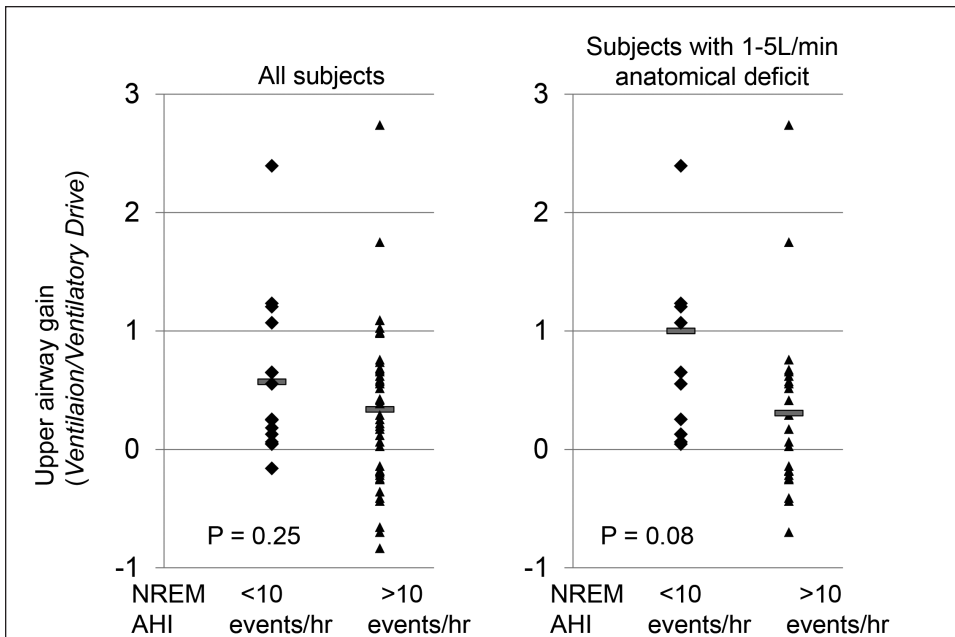 All subjects
Subjects with 1-5L/min
anatomical deficit
Upper airway gain
(Ventilaion/Ventilatory Drive)
3
2
1
0
-1
P = 0.25
NREM <10 >10
AHI events/hr events/hr
3
2
1
0
-1
P = 0.08
NREM <10 >10
AHI events/hr events/hr